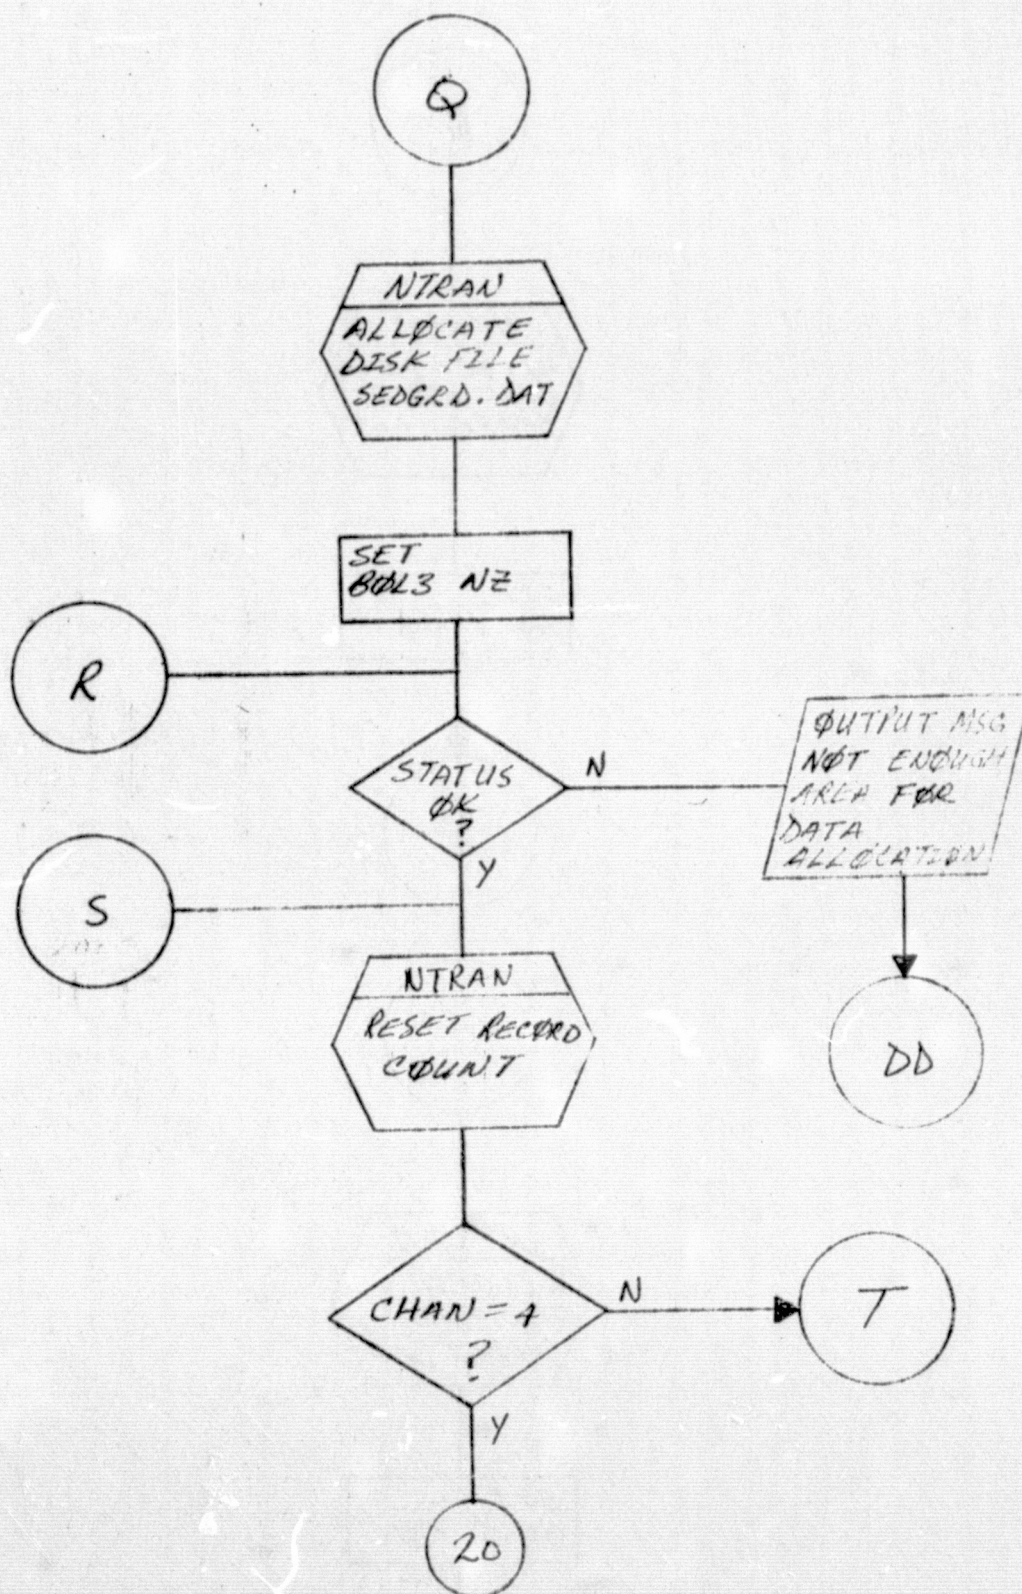 Q
NTRAN
ALLØCATE
DISK FILE
SEDGRD.DAT
SET
BØL3 NZ
R
STATUS
ØK
?
N
ØUTPUT MSG
NØT ENØUGH
AREA FØR
DATA
ALLØCATIØN
Y
S
NTRAN
RESET RECØRD
CØUNT
DD
CHAN = 4
?
N
T
Y
20